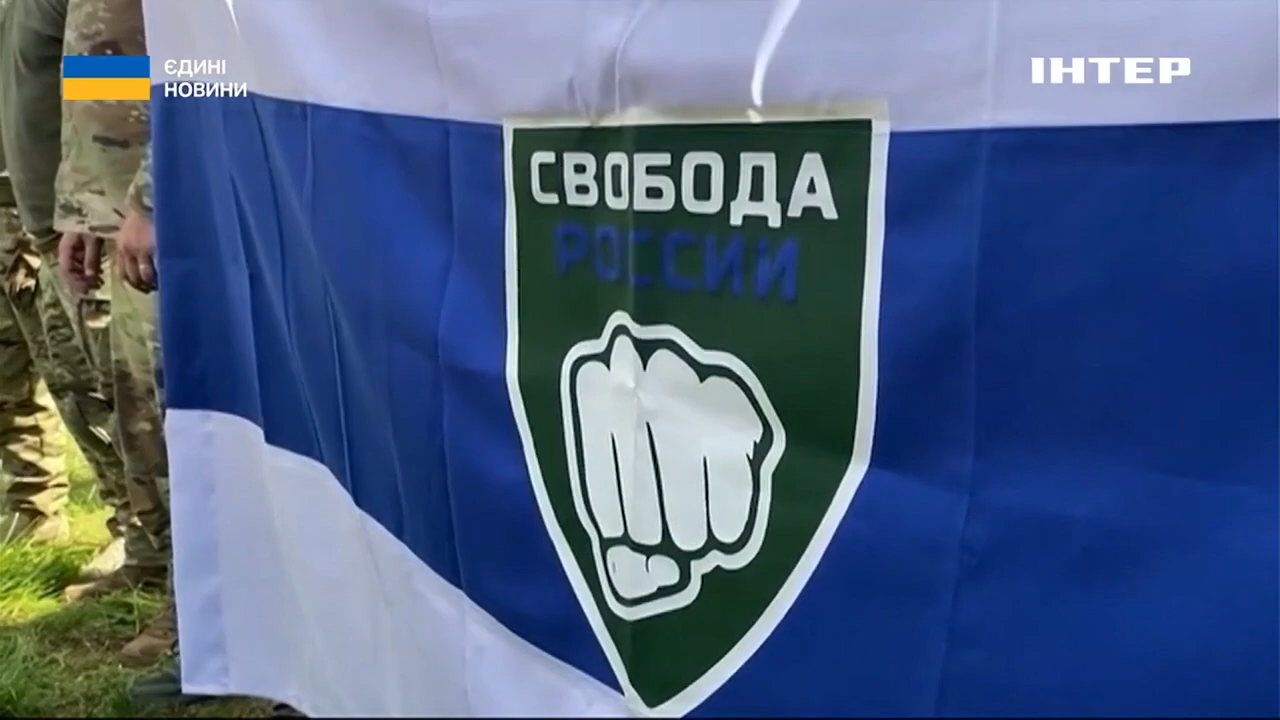 ЄДИНІ
НОВИНИ
ІНТЕР
СВОБОДА
РОССИИ